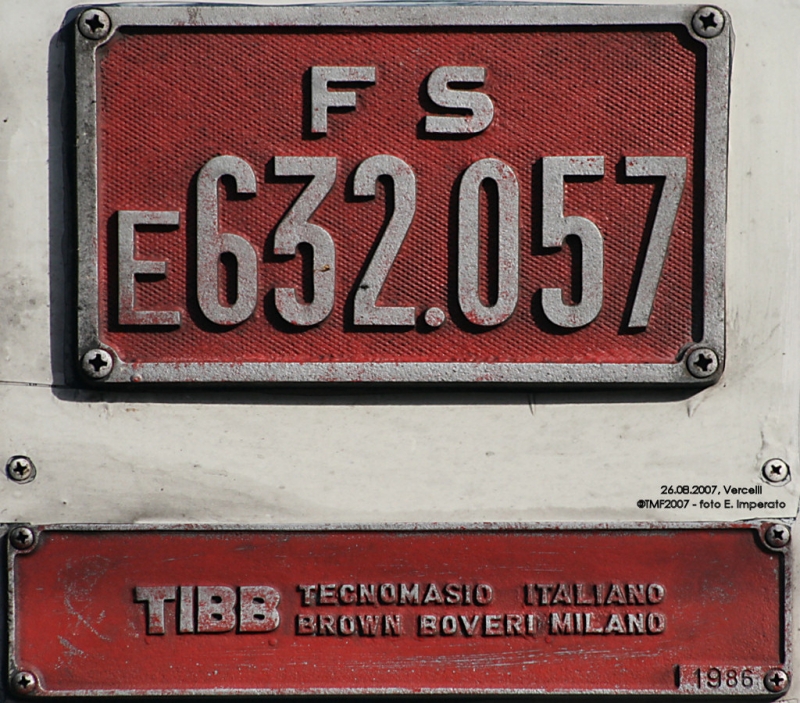 FS
E632.057
26.08.2007, Vercelli
©TMF2007 - foto E. Imperato
TIBB TECNOMASIO ITALIANO
BROWN BOVERI MILANO
1986